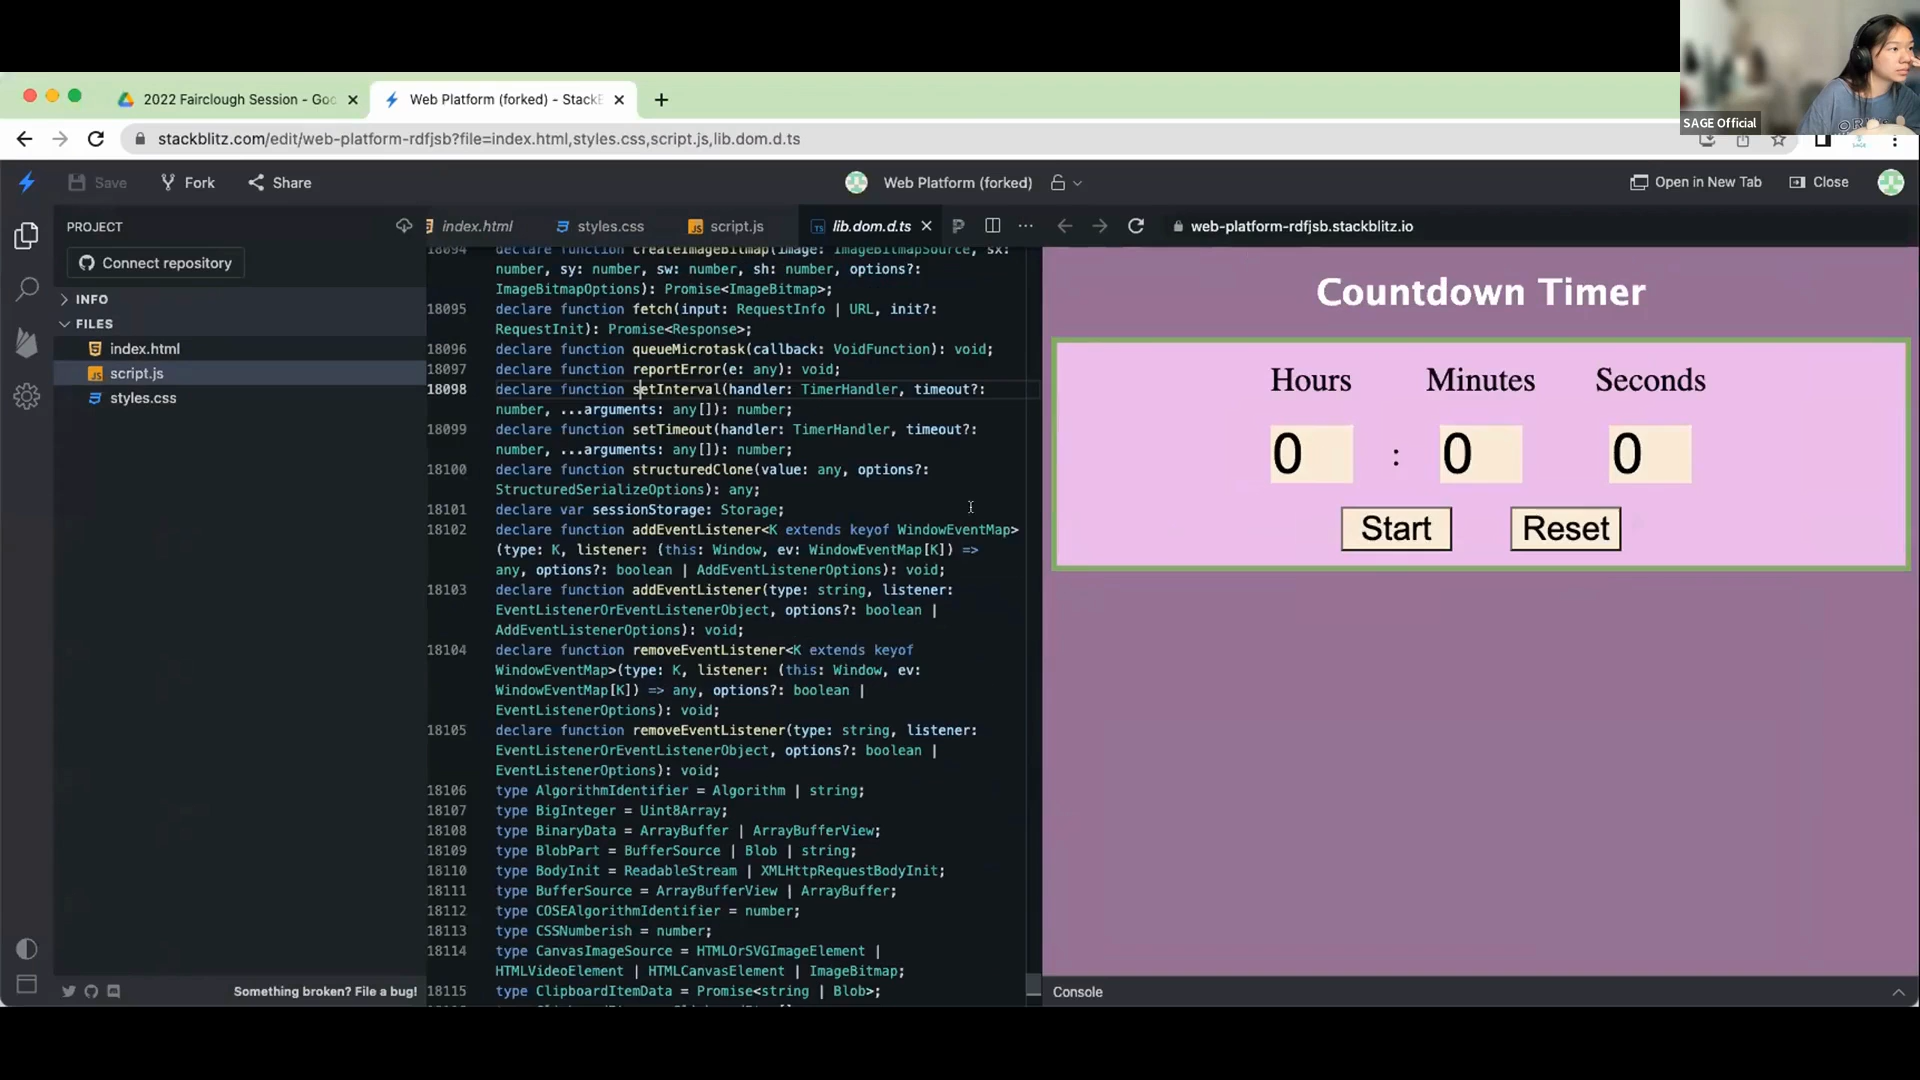 SAGE Official
2022 Fairclough Session - Goo
Web Platform (forked) - StackB
stackblitz.com/edit/web-platform-rdfjsb?file=index.html,styles.css,script.js,lib.dom.d.ts
Save
Fork
Share
Web Platform (forked)
Open in New Tab
Close
PROJECT
Connect repository
INFO
FILES
index.html
script.js
styles.css
Something broken? File a bug!
index.html
styles.css
script.js
lib.dom.d.ts
web-platform-rdfjsb.stackblitz.io
18094 declare function createImageBitmap(image: ImageBitmapSource, sx:
number, sy: number, sw: number, sh: number, options?:
ImageBitmapOptions): Promise<ImageBitmap>;
18095 declare function fetch(input: RequestInfo | URL, init?:
RequestInit): Promise<Response>;
18096 declare function queueMicrotask(callback: VoidFunction): void;
18097 declare function reportError(e: any): void;
18098 declare function setInterval(handler: TimerHandler, timeout?:
number, ...arguments: any[]): number;
18099 declare function setTimeout(handler: TimerHandler, timeout?:
number, ...arguments: any[]): number;
18100 declare function structuredClone(value: any, options?:
StructuredSerializeOptions): any;
18101 declare var sessionStorage: Storage;
18102 declare function addEventListener<K extends keyof WindowEventMap>
(type: K, listener: (this: Window, ev: WindowEventMap[K]) =>
any, options?: boolean | AddEventListenerOptions): void;
18103 declare function addEventListener(type: string, listener:
EventListenerOrEventListenerObject, options?: boolean |
AddEventListenerOptions): void;
18104 declare function removeEventListener<K extends keyof
WindowEventMap>(type: K, listener: (this: Window, ev:
WindowEventMap[K]) => any, options?: boolean |
EventListenerOptions): void;
18105 declare function removeEventListener(type: string, listener:
EventListenerOrEventListenerObject, options?: boolean |
EventListenerOptions): void;
18106 type AlgorithmIdentifier = Algorithm | string;
18107 type BigInteger = Uint8Array;
18108 type BinaryData = ArrayBuffer | ArrayBufferView;
18109 type BlobPart = BufferSource | Blob | string;
18110 type BodyInit = ReadableStream | XMLHttpRequestBodyInit;
18111 type BufferSource = ArrayBufferView | ArrayBuffer;
18112 type COSEAlgorithmIdentifier = number;
18113 type CSSNumberish = number;
18114 type CanvasImageSource = HTMLOrSVGImageElement |
HTMLVideoElement | HTMLCanvasElement | ImageBitmap;
18115 type ClipboardItemData = Promise<string | Blob>;
Countdown Timer
Hours Minutes Seconds
0 : 0 0
Start Reset
Console